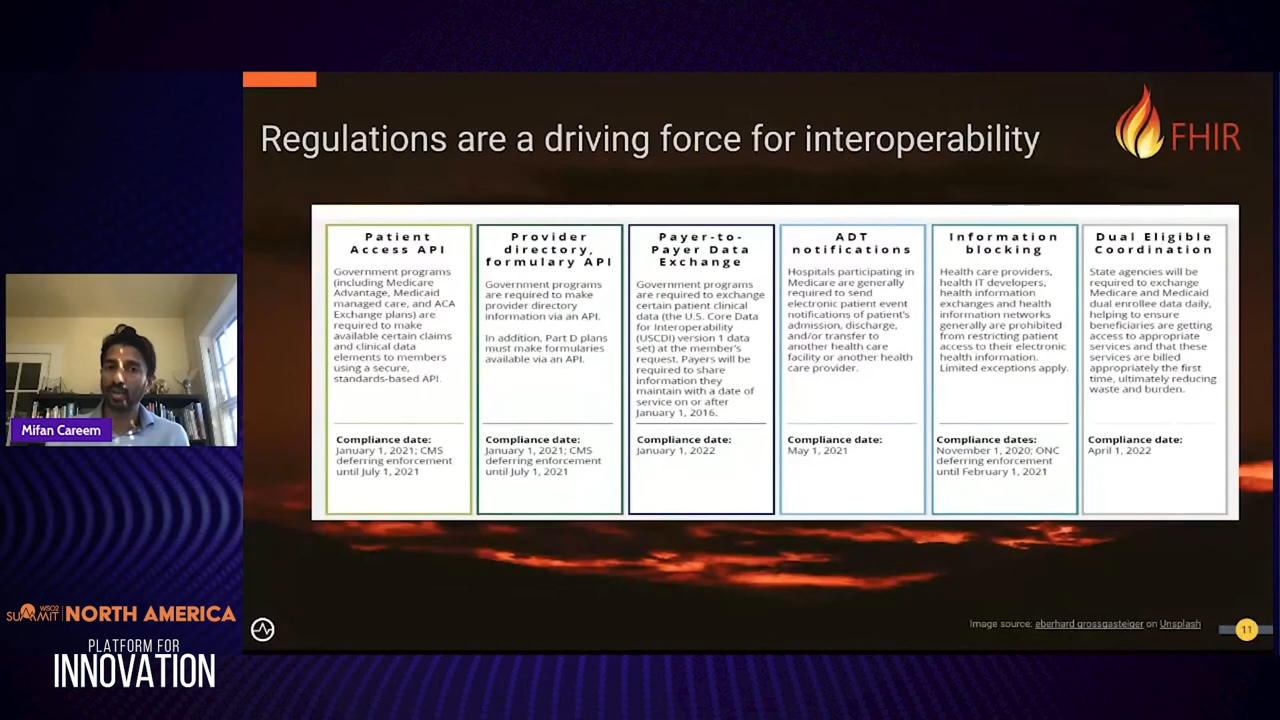 Regulations are a driving force for interoperability
FHIR
Patient
Access API
Government programs
(including Medicare
Advantage, Medicaid
managed care, and ACA
Exchange plans) are
required to make
available certain claims
and clinical data
elements to members
using a secure,
standards-based API.
Compliance date:
January 1, 2021; CMS
deferring enforcement
until July 1, 2021
Provider
directory,
formulary API
Government programs
are required to make
provider directory
information via an API.
In addition, Part D plans
must make formularies
available via an API.
Compliance date:
January 1, 2021; CMS
deferring enforcement
until July 1, 2021
Payer-to-
Payer Data
Exchange
Government programs
are required to exchange
certain patient clinical
data (the U.S. Core Data
for Interoperability
(USCDI) version 1 data
set) at the member's
request. Payers will be
required to share
information they
maintain with a date of
service on or after
January 1, 2016.
Compliance date:
January 1, 2022
ADT
notifications
Hospitals participating in
Medicare are generally
required to send
electronic patient event
notifications of patient's
admission, discharge,
and/or transfer to
another health care
facility or another health
care provider.
Compliance date:
May 1, 2021
Information
blocking
Health care providers,
health IT developers,
health information
exchanges and health
information networks
generally are prohibited
from restricting patient
access to their electronic
health information.
Limited exceptions apply.
Compliance dates:
November 1, 2020; ONC
deferring enforcement
until February 1, 2021
Dual Eligible
Coordination
State agencies will be
required to exchange
Medicare and Medicaid
dual enrollee data daily,
helping to ensure
beneficiaries are getting
access to appropriate
services and that these
services are billed
appropriately the first
time, ultimately reducing
waste and burden.
Compliance date:
April 1, 2022
Mifan Careem
WSO2
SUMMIT NORTH AMERICA
PLATFORM FOR
INNOVATION
Image source: eberhard grossgasteiger on Unsplash
11